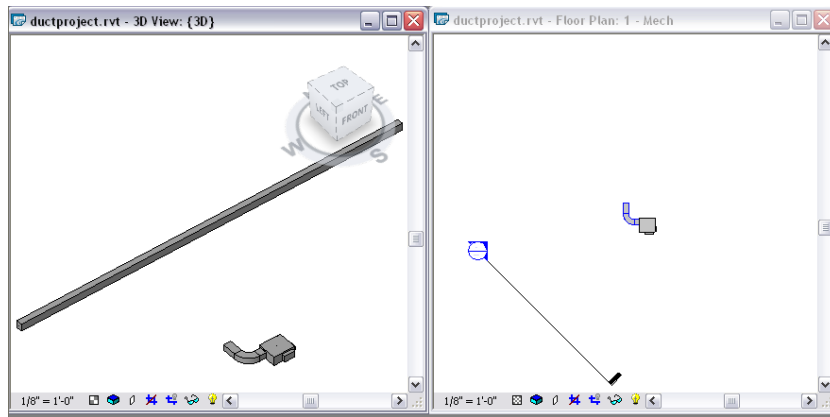 ductproject.rvt - 3D View: {3D}
ductproject.rvt - Floor Plan: 1 - Mech
TOP
LEFT
FRONT
W
S
E
1/8" = 1'-0"
1/8" = 1'-0"